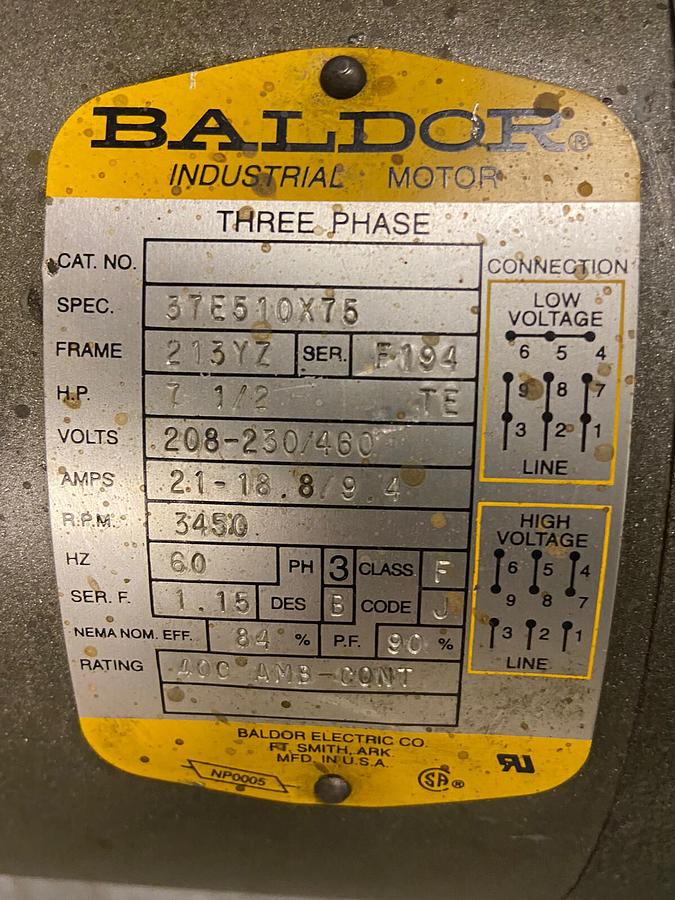 BALDOR®
INDUSTRIAL MOTOR
THREE PHASE
CAT. NO.
SPEC. 37E510X75
FRAME 213YZ SER. F194
H.P. 7 1/2 TE
VOLTS 208-230/460
AMPS 21-18.8/9.4
R.P.M. 3450
HZ 60 PH 3 CLASS F
SER. F. 1.15 DES B CODE J
NEMA NOM. EFF. 84 % P.F. 90 %
RATING 40C AMB-CONT
CONNECTION
LOW
VOLTAGE
6 5 4
9 8 7
3 2 1
LINE
HIGH
VOLTAGE
6 5 4
9 8 7
3 2 1
LINE
BALDOR ELECTRIC CO.
FT. SMITH, ARK.
MFD. IN U.S.A.
NP0005
SA®
RU